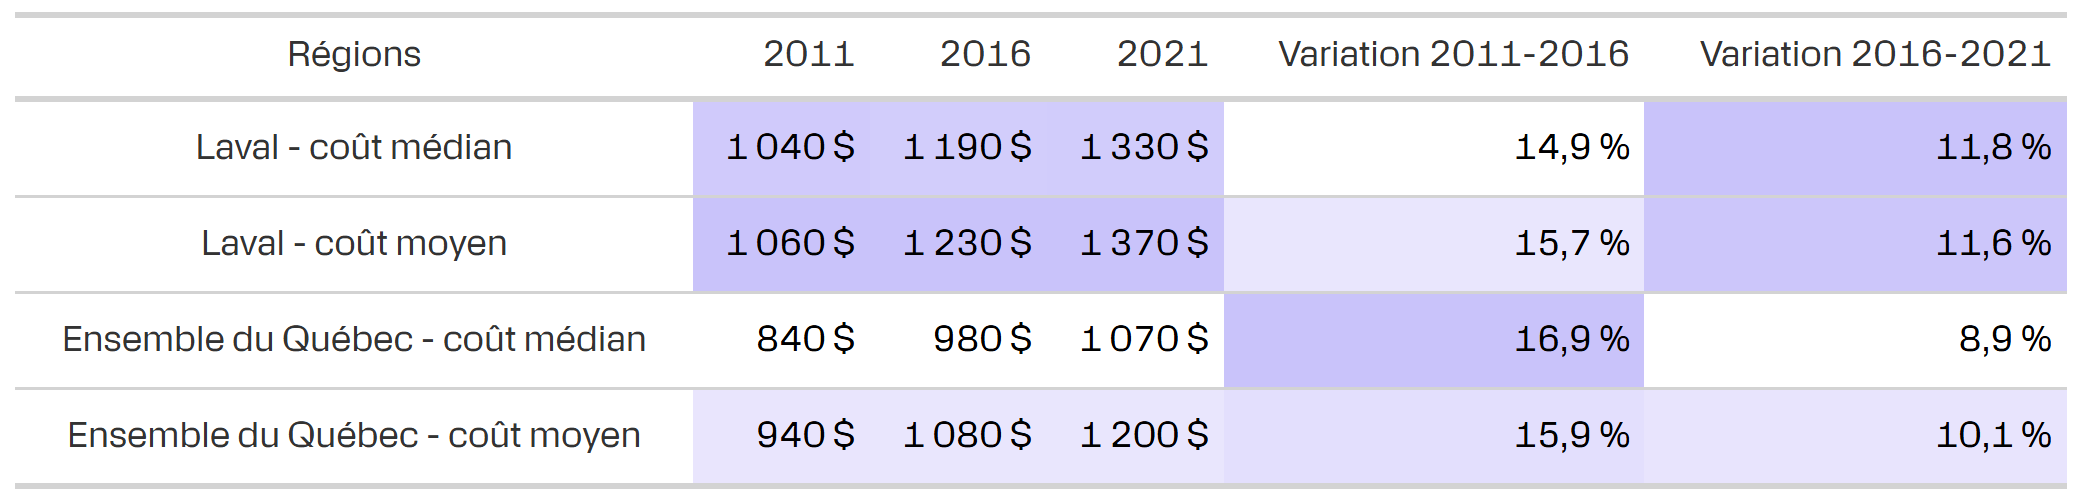 Régions 2011 2016 2021 Variation 2011-2016 Variation 2016-2021
Laval - coût médian 1 040 $ 1 190 $ 1 330 $ 14,9 % 11,8 %
Laval - coût moyen 1 060 $ 1 230 $ 1 370 $ 15,7 % 11,6 %
Ensemble du Québec - coût médian 840 $ 980 $ 1 070 $ 16,9 % 8,9 %
Ensemble du Québec - coût moyen 940 $ 1 080 $ 1 200 $ 15,9 % 10,1 %